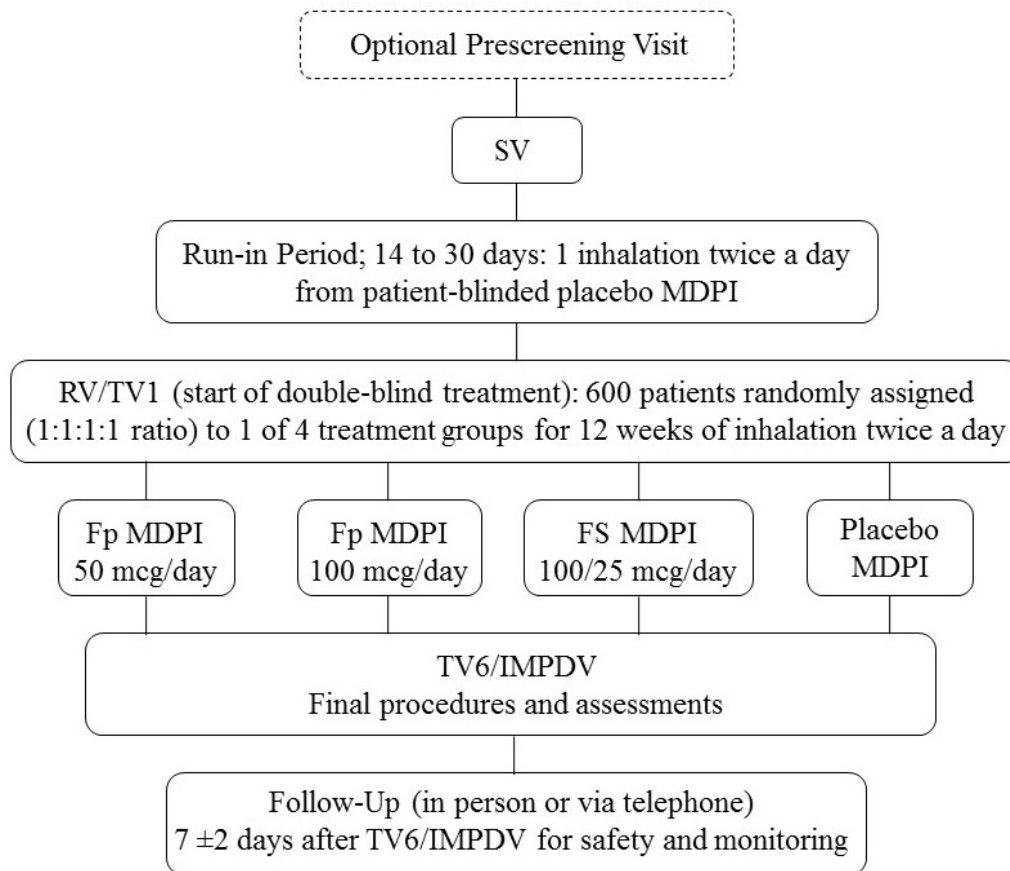 Optional Prescreening Visit
SV
Run-in Period; 14 to 30 days: 1 inhalation twice a day
from patient-blinded placebo MDPI
RV/TV1 (start of double-blind treatment): 600 patients randomly assigned
(1:1:1:1 ratio) to 1 of 4 treatment groups for 12 weeks of inhalation twice a day
Fp MDPI
50 mcg/day
Fp MDPI
100 mcg/day
FS MDPI
100/25 mcg/day
Placebo
MDPI
TV6/IMPDV
Final procedures and assessments
Follow-Up (in person or via telephone)
7 ±2 days after TV6/IMPDV for safety and monitoring